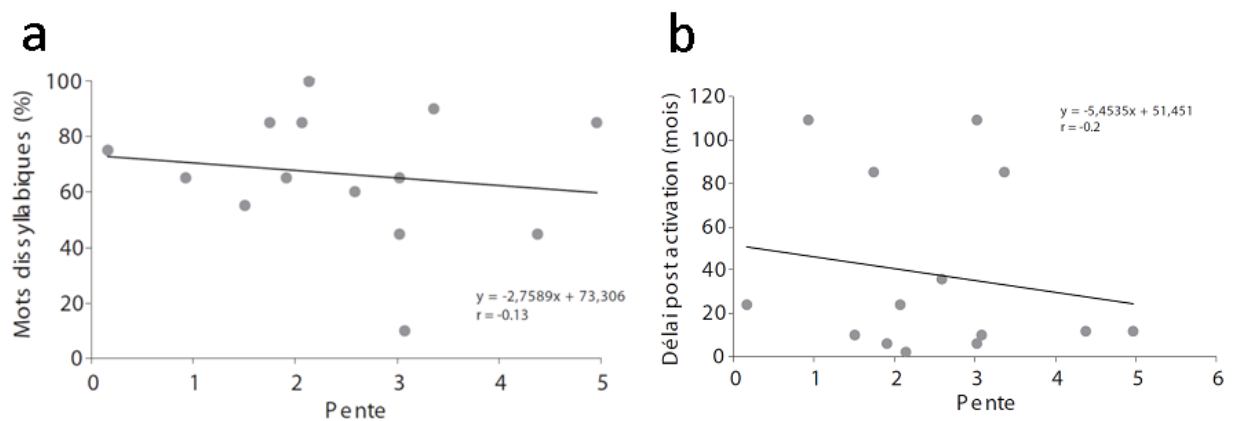 a
Mots dissyllabiques (%)
100
80
60
40
20
0
0 1 2 3 4 5
Pente
y = -2,7589x + 73,306
r = -0.13
b
Délai post activation (mois)
120
100
80
60
40
20
0
0 1 2 3 4 5 6
Pente
y = -5,4535x + 51,451
r = -0.2